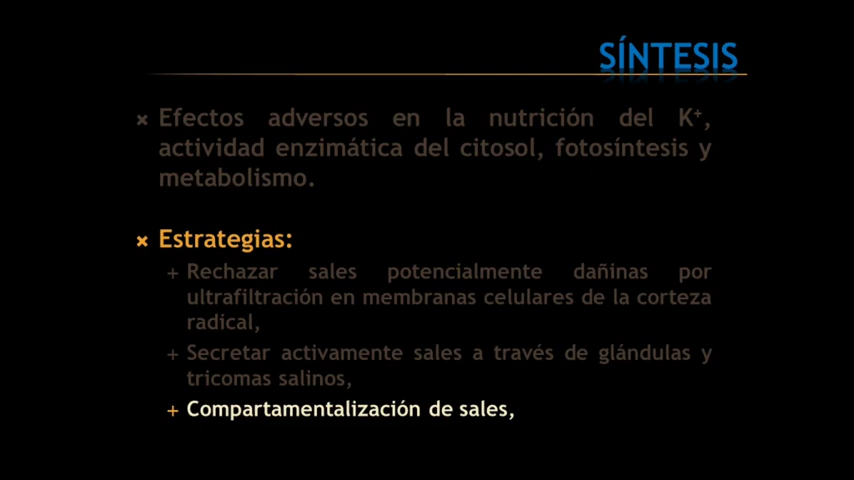 SÍNTESIS
× Efectos adversos en la nutrición del K⁺,
actividad enzimática del citosol, fotosíntesis y
metabolismo.
× Estrategias:
+ Rechazar sales potencialmente dañinas por
ultrafiltración en membranas celulares de la corteza
radical,
+ Secretar activamente sales a través de glándulas y
tricomas salinos,
+ Compartamentalización de sales,